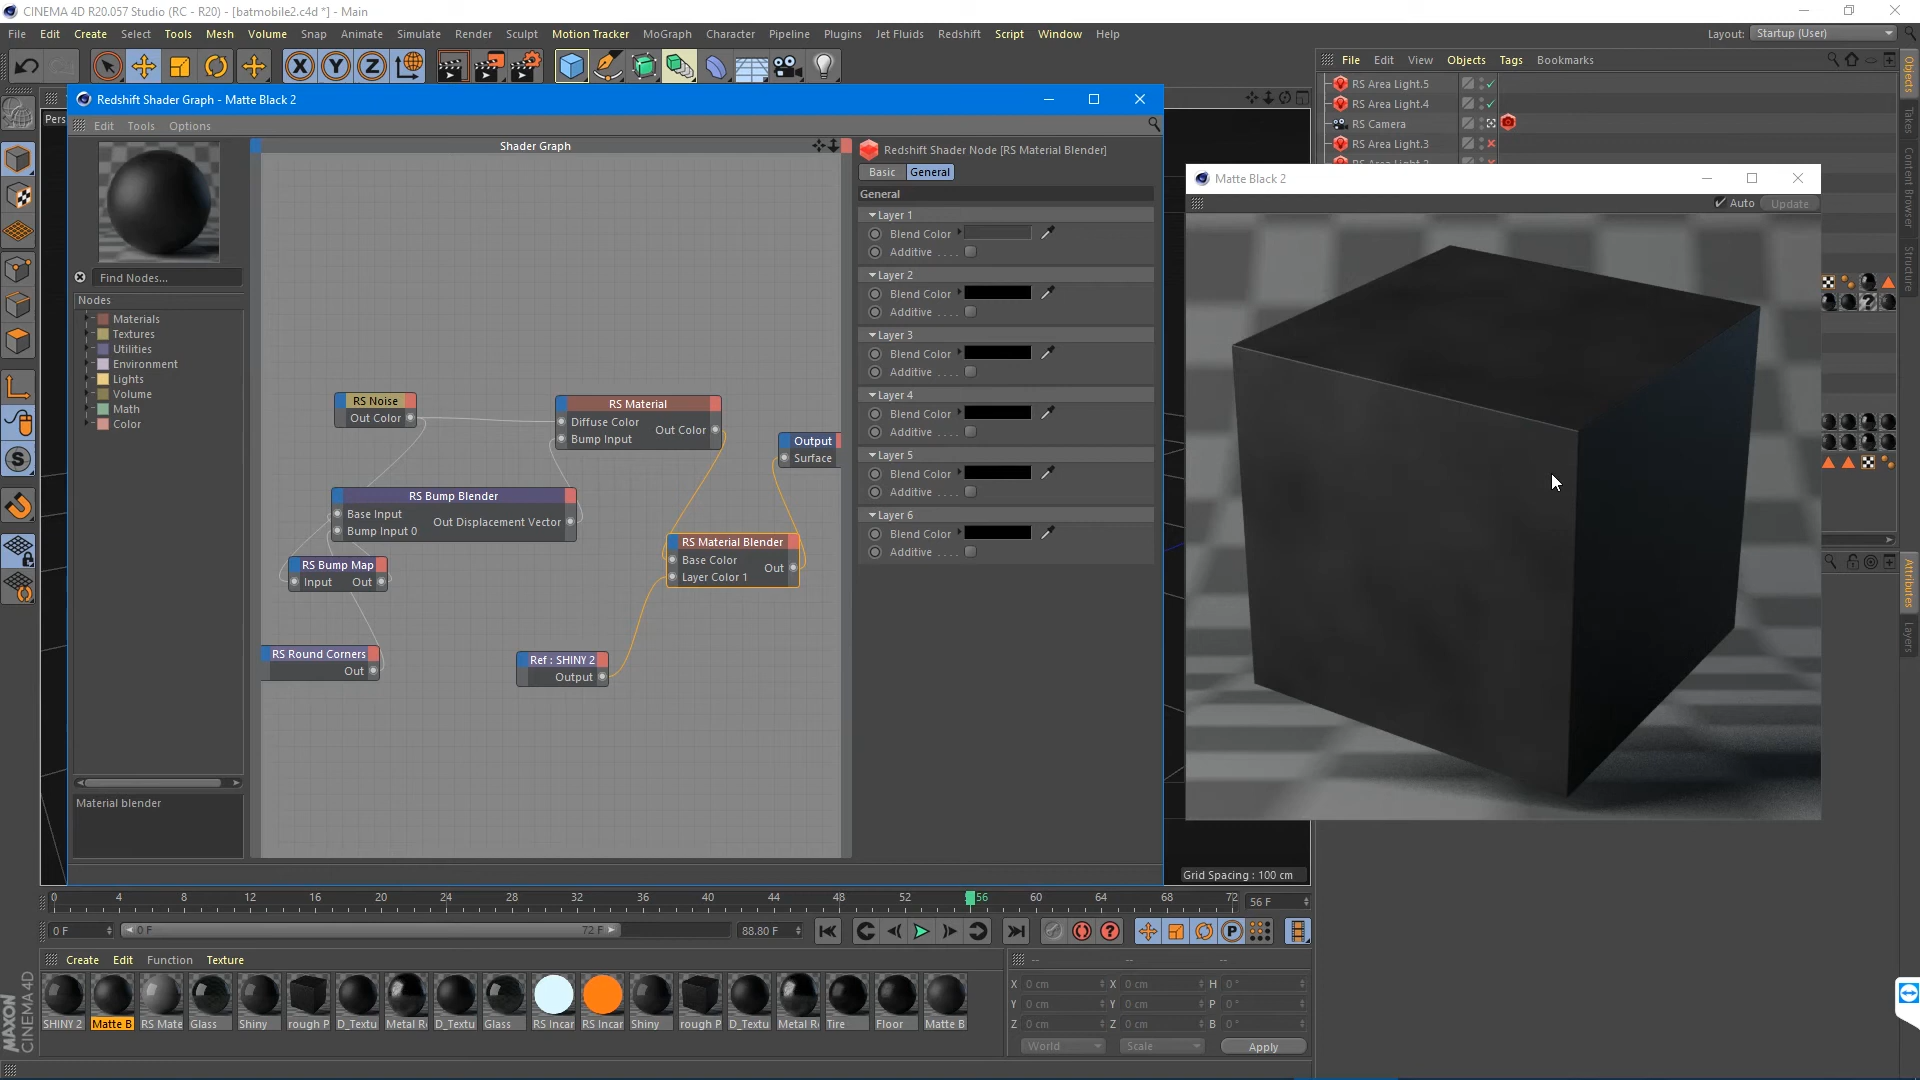 CINEMA 4D R20.057 Studio (RC - R20) - [batmobile2.c4d *] - Main
File Edit Create Select Tools Mesh Volume Snap Animate Simulate Render Sculpt Motion Tracker MoGraph Character Pipeline Plugins Jet Fluids Redshift Script Window Help
Layout: Startup (User)
File Edit View Objects Tags Bookmarks
RS Area Light.5
RS Area Light.4
RS Camera
RS Area Light.3
Objects
Takes
Content Browser
Structure
Attributes
Layers
Pers
Redshift Shader Graph - Matte Black 2
Edit Tools Options
Find Nodes...
Nodes
Materials
Textures
Utilities
Environment
Lights
Volume
Math
Color
Material blender
Shader Graph
RS Noise
Out Color
RS Material
Diffuse Color
Out Color
Bump Input
Output
Surface
RS Bump Blender
Base Input
Out Displacement Vector
Bump Input 0
RS Bump Map
Input Out
RS Material Blender
Base Color
Out
Layer Color 1
RS Round Corners
Out
Ref : SHINY 2
Output
Redshift Shader Node [RS Material Blender]
Basic General
General
Layer 1
Blend Color
Additive . . . .
Layer 2
Blend Color
Additive . . . .
Layer 3
Blend Color
Additive . . . .
Layer 4
Blend Color
Additive . . . .
Layer 5
Blend Color
Additive . . . .
Layer 6
Blend Color
Additive . . . .
Matte Black 2
Auto Update
Grid Spacing : 100 cm
0 4 8 12 16 20 24 28 32 36 40 44 48 52 56 60 64 68 72
56 F
0 F
0 F
72 F
88.80 F
Create Edit Function Texture
SHINY 2 Matte B RS Mate Glass Shiny rough P D_Textu Metal R D_Textu Glass RS Incar RS Incar Shiny rough P D_Textu Metal R Tire Floor Matte B
-- -- --
X 0 cm X 0 cm H 0 °
Y 0 cm Y 0 cm P 0 °
Z 0 cm Z 0 cm B 0 °
World Scale Apply
MAXON
CINEMA 4D